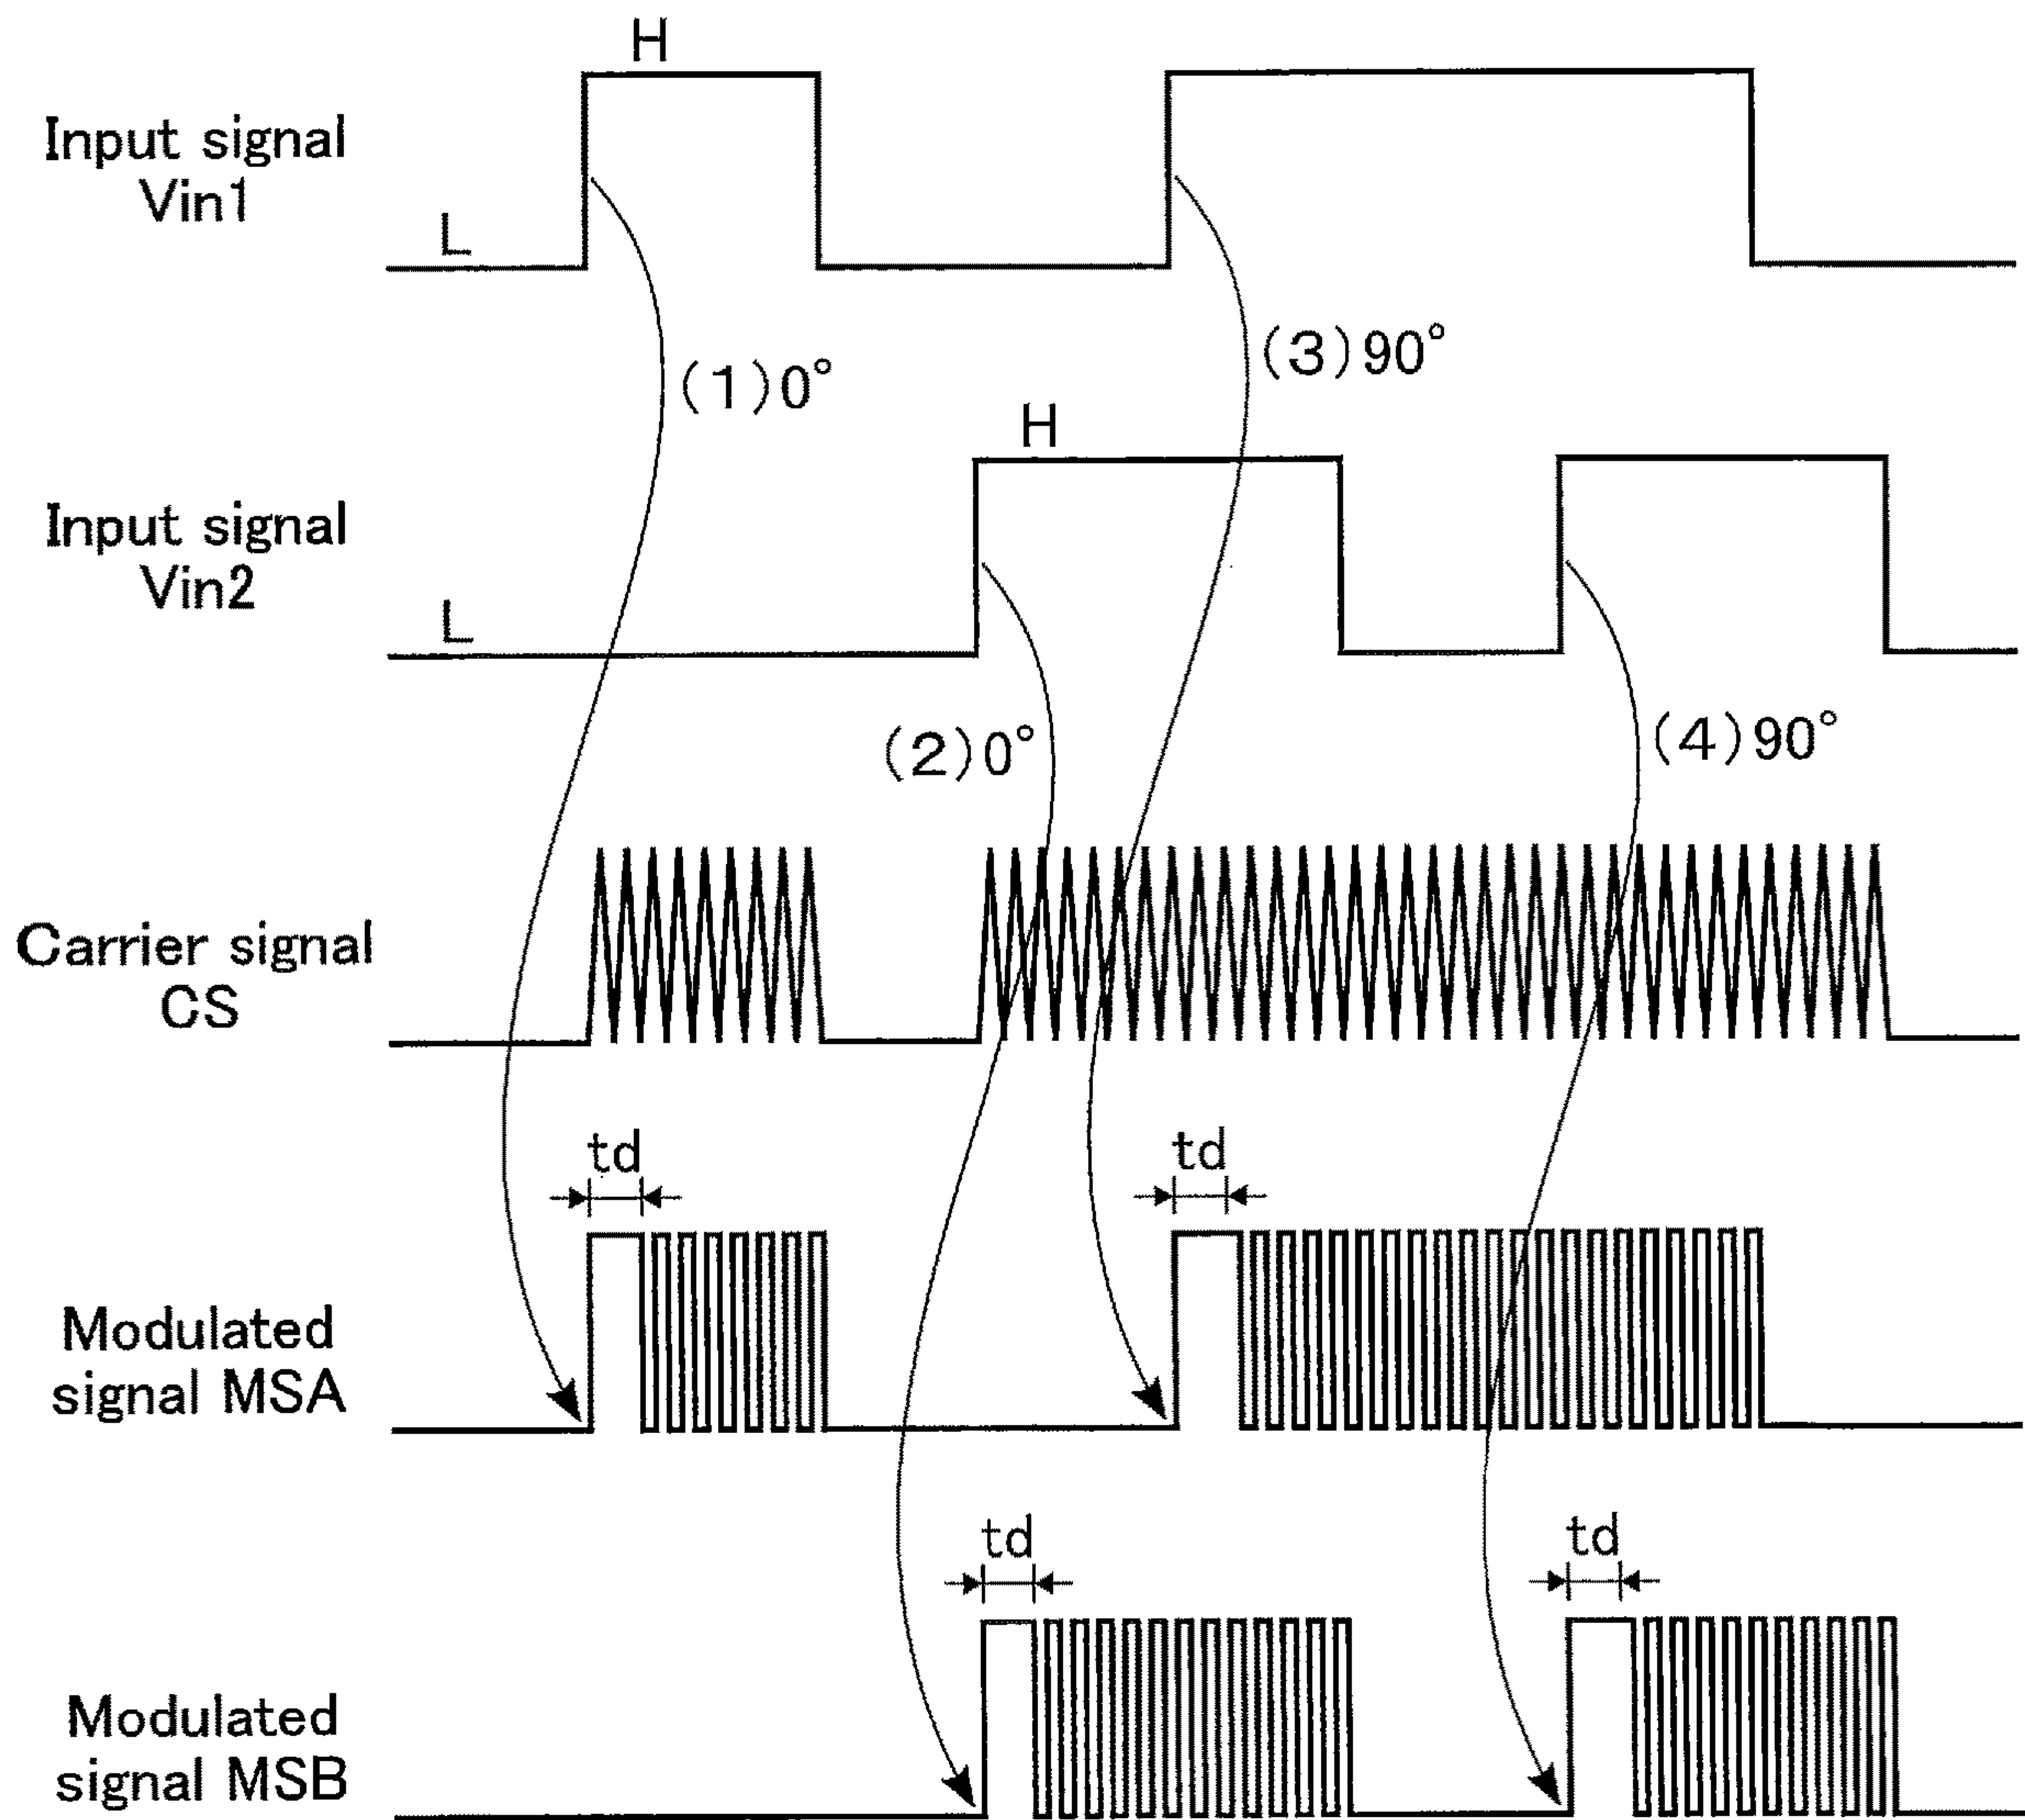 H
Input signal
Vin1
L
(1)0°
(3)90°
H
Input signal
Vin2
L
(2)0°
(4)90°
Carrier signal
CS
td
td
Modulated
signal MSA
td
td
Modulated
signal MSB